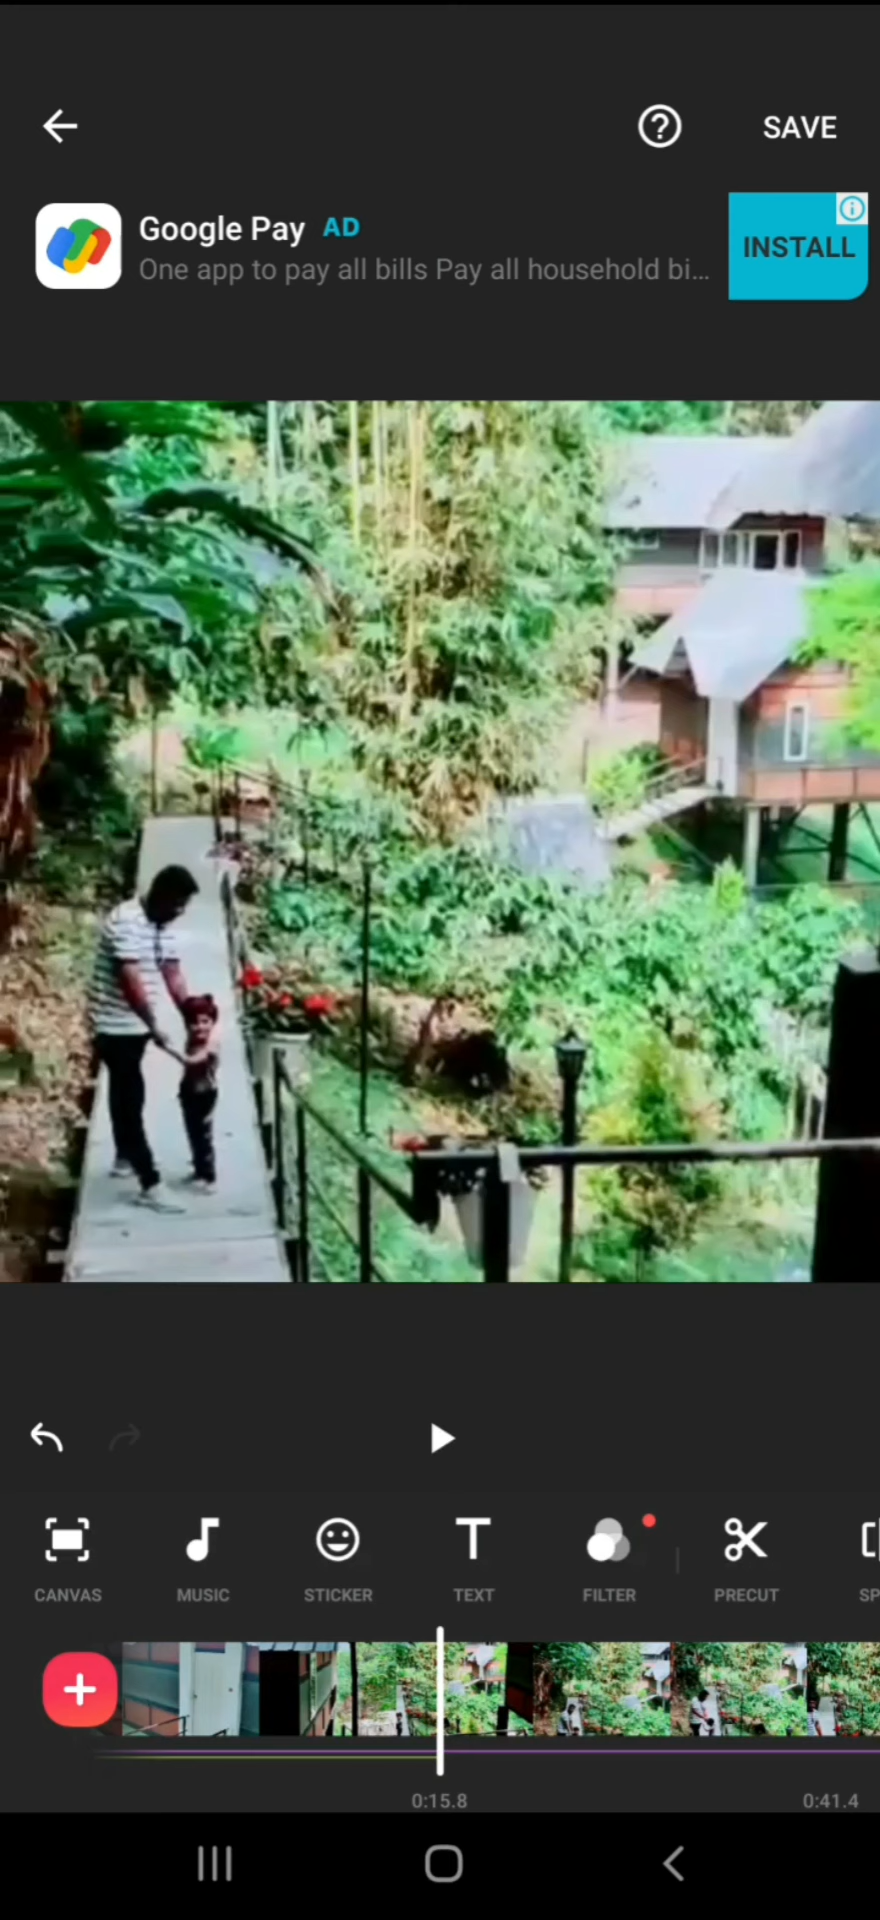 SAVE
Google Pay AD
One app to pay all bills Pay all household bi...
INSTALL
CANVAS MUSIC STICKER TEXT FILTER PRECUT SP
0:15.8 0:41.4